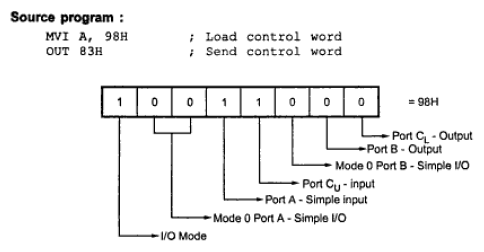 Source program :
MVI A, 98H ; Load control word
OUT 83H ; Send control word
1 0 0 1 1 0 0 0 = 98H
Port CL - Output
Port B - Output
Mode 0 Port B - Simple I/O
Port CU - input
Port A - Simple input
Mode 0 Port A - Simple I/O
I/O Mode